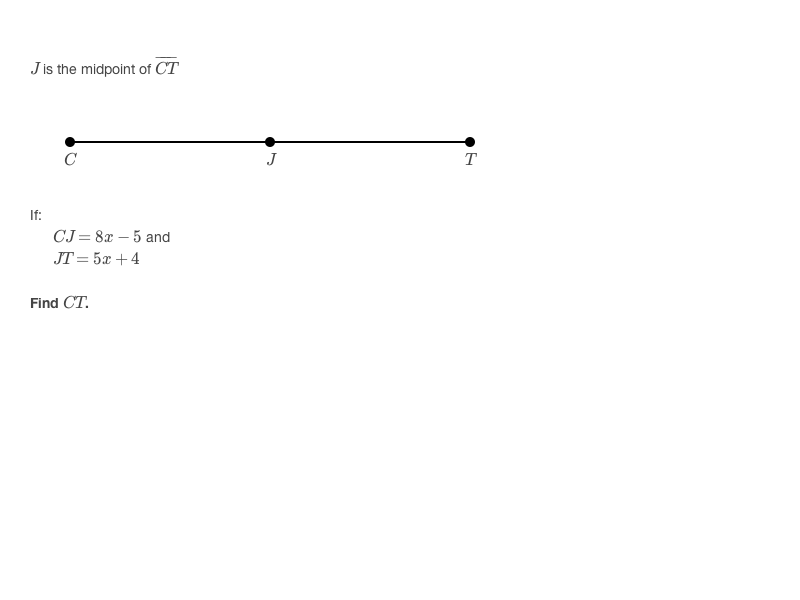 J is the midpoint of \overline{CT}
C J T
If:
CJ = 8x − 5 and
JT = 5x + 4
Find CT.